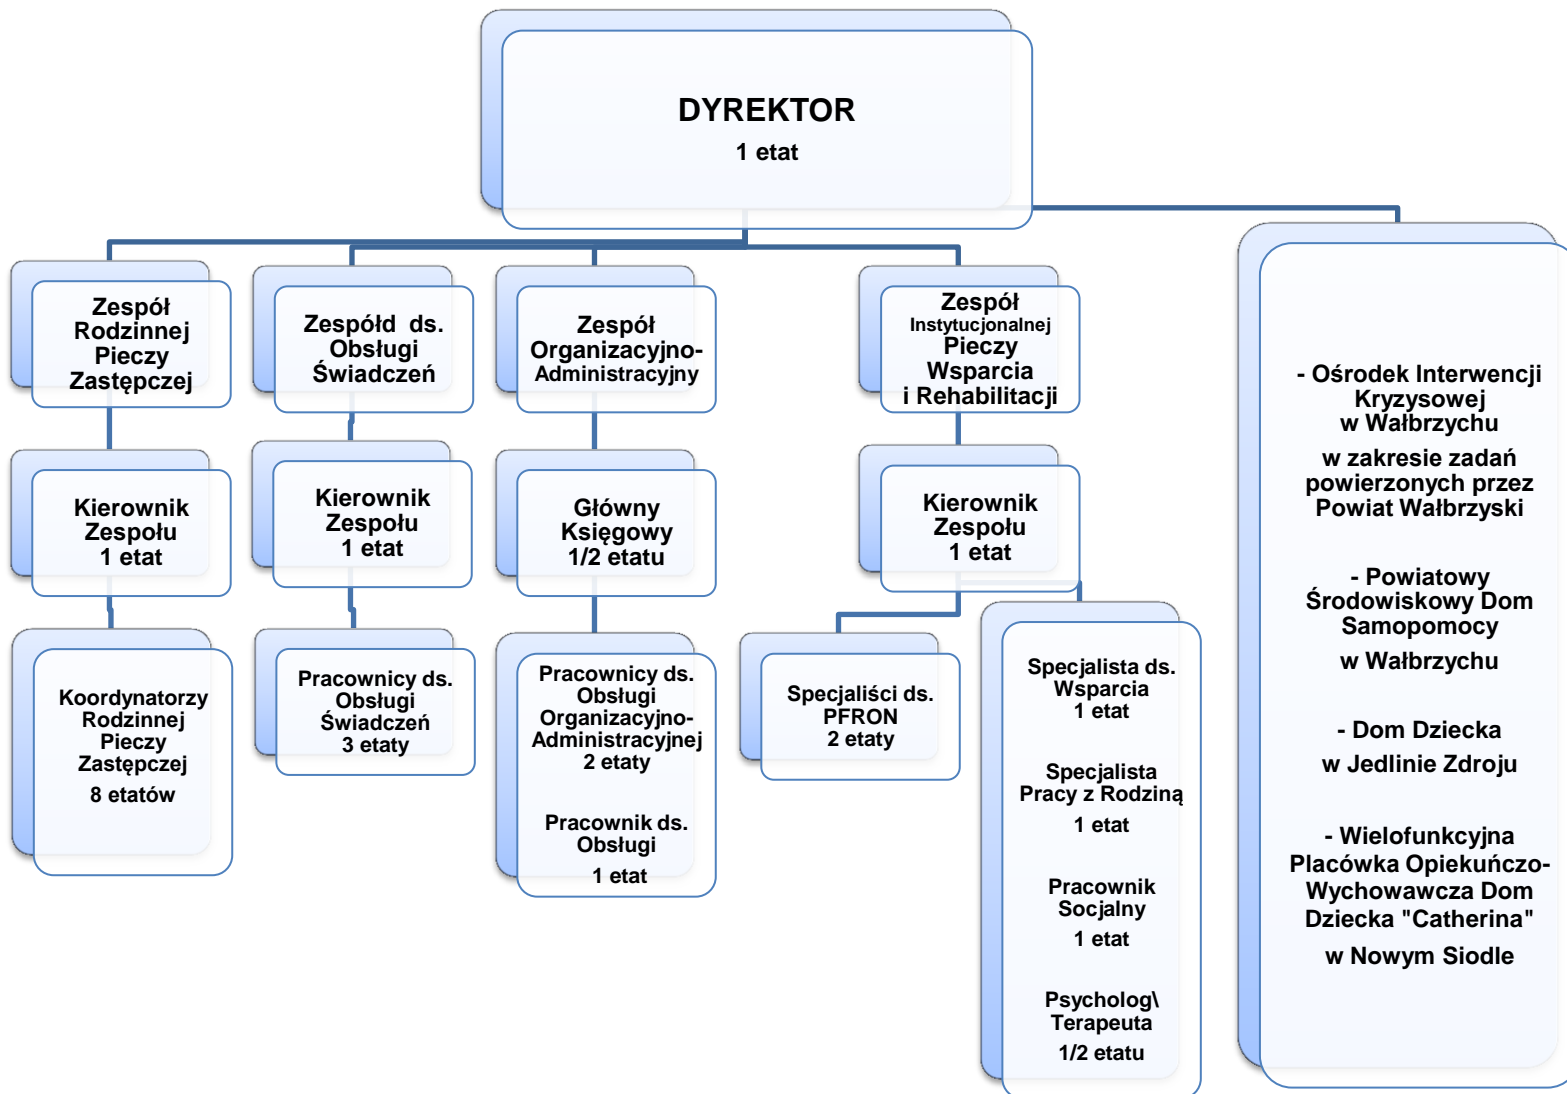 DYREKTOR
1 etat
Zespół
Rodzinnej
Pieczy
Zastępczej
Kierownik
Zespołu
1 etat
Koordynatorzy
Rodzinnej
Pieczy
Zastępczej
8 etatów
Zespółd ds.
Obsługi
Świadczeń
Kierownik
Zespołu
1 etat
Pracownicy ds.
Obsługi
Świadczeń
3 etaty
Zespół
Organizacyjno-
Administracyjny
Główny
Księgowy
1/2 etatu
Pracownicy ds.
Obsługi
Organizacyjno-
Administracyjnej
2 etaty
Pracownik ds.
Obsługi
1 etat
Zespół
Instytucjonalnej
Pieczy
Wsparcia
i Rehabilitacji
Kierownik
Zespołu
1 etat
Specjaliści ds.
PFRON
2 etaty
Specjalista ds.
Wsparcia
1 etat
Specjalista
Pracy z Rodziną
1 etat
Pracownik
Socjalny
1 etat
Psycholog\
Terapeuta
1/2 etatu
- Ośrodek Interwencji
Kryzysowej
w Wałbrzychu
w zakresie zadań
powierzonych przez
Powiat Wałbrzyski
- Powiatowy
Środowiskowy Dom
Samopomocy
w Wałbrzychu
- Dom Dziecka
w Jedlinie Zdroju
- Wielofunkcyjna
Placówka Opiekuńczo-
Wychowawcza Dom
Dziecka "Catherina"
w Nowym Siodle